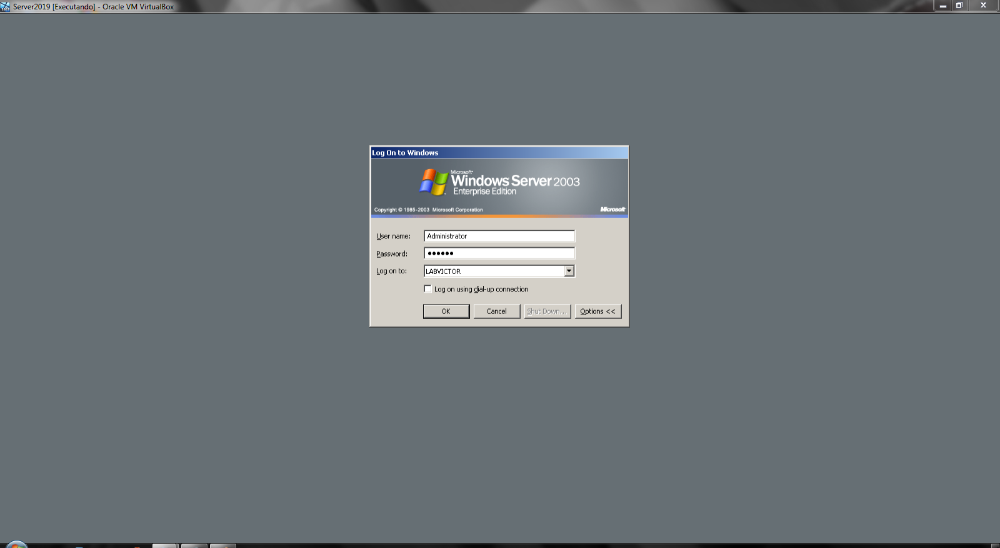 Server2019 [Executando] - Oracle VM VirtualBox
Log On to Windows
Microsoft
Windows Server 2003
Enterprise Edition
Copyright © 1985-2003 Microsoft Corporation
Microsoft
User name: Administrator
Password: ●●●●●●
Log on to: LABVICTOR
Log on using dial-up connection
OK Cancel Shut Down... Options <<